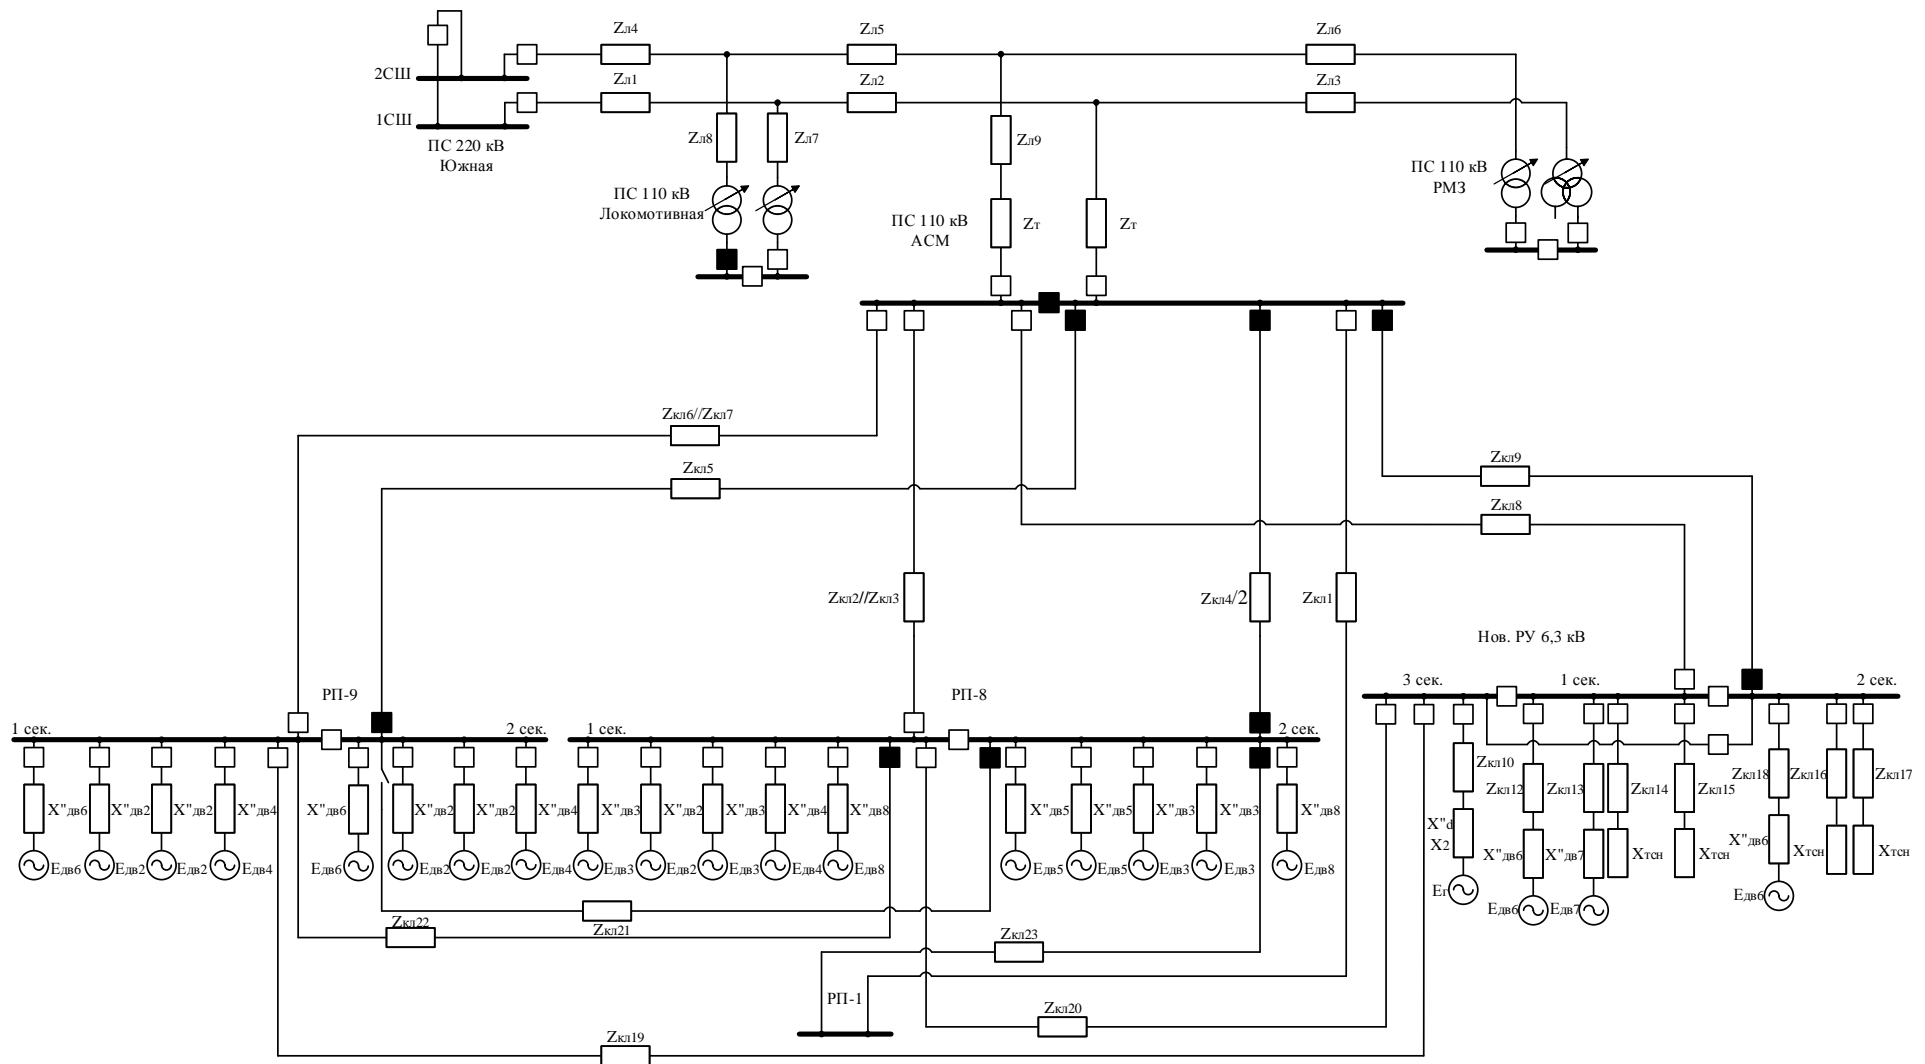 Zл4
Zл5
Zл6
2СШ
Zл1
Zл2
Zл3
1СШ
ПС 220 кВ
Южная
Zл8
Zл7
Zл9
ПС 110 кВ
РМЗ
ПС 110 кВ
Локомотивная
ПС 110 кВ
АСМ
Zт
Zт
Zкл6//Zкл7
Zкл5
Zкл9
Zкл8
Zкл2//Zкл3
Zкл4/2
Zкл1
Нов. РУ 6,3 кВ
РП-9
РП-8
3 сек.
1 сек.
2 сек.
1 сек.
2 сек.
1 сек.
2 сек.
Zкл10
Zкл12
Zкл13
Zкл14
Zкл15
Zкл18
Zкл16
Zкл17
X"дв6
X"дв2
X"дв2
X"дв4
X"дв6
X"дв2
X"дв2
X"дв4
X"дв3
X"дв2
X"дв3
X"дв4
X"дв8
X"дв5
X"дв5
X"дв3
X"дв3
X"дв8
X"d
X2
X"дв6
X"дв7
Xтсн
Xтсн
X"дв6
Xтсн
Xтсн
Eдв6
Eдв2
Eдв2
Eдв4
Eдв6
Eдв2
Eдв2
Eдв4
Eдв3
Eдв2
Eдв3
Eдв4
Eдв8
Eдв5
Eдв5
Eдв3
Eдв3
Eдв8
Eг
Eдв6
Eдв7
Eдв6
Zкл22
Zкл21
Zкл23
РП-1
Zкл20
Zкл19